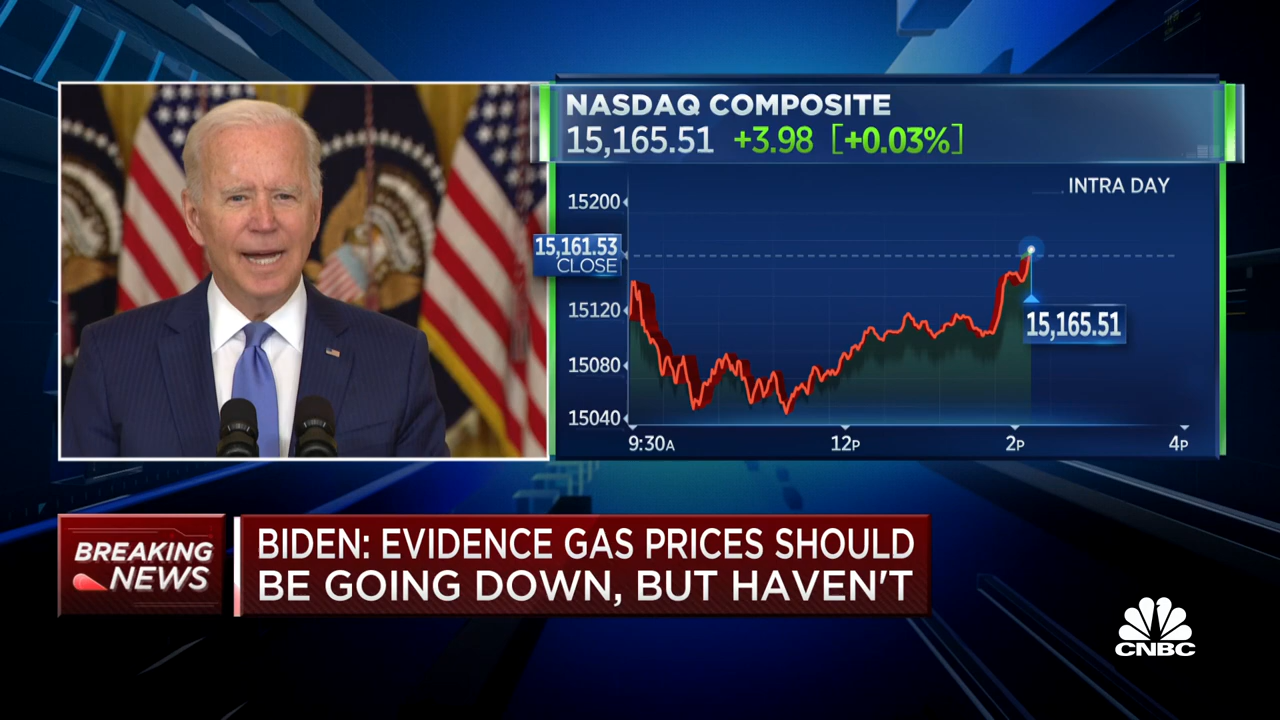 NASDAQ COMPOSITE
15,165.51 +3.98 [+0.03%]
INTRA DAY
15200
15,161.53
CLOSE
15120
15,165.51
15080
15040
9:30A 12P 2P 4P
BREAKING
NEWS
BIDEN: EVIDENCE GAS PRICES SHOULD
BE GOING DOWN, BUT HAVEN'T
CNBC